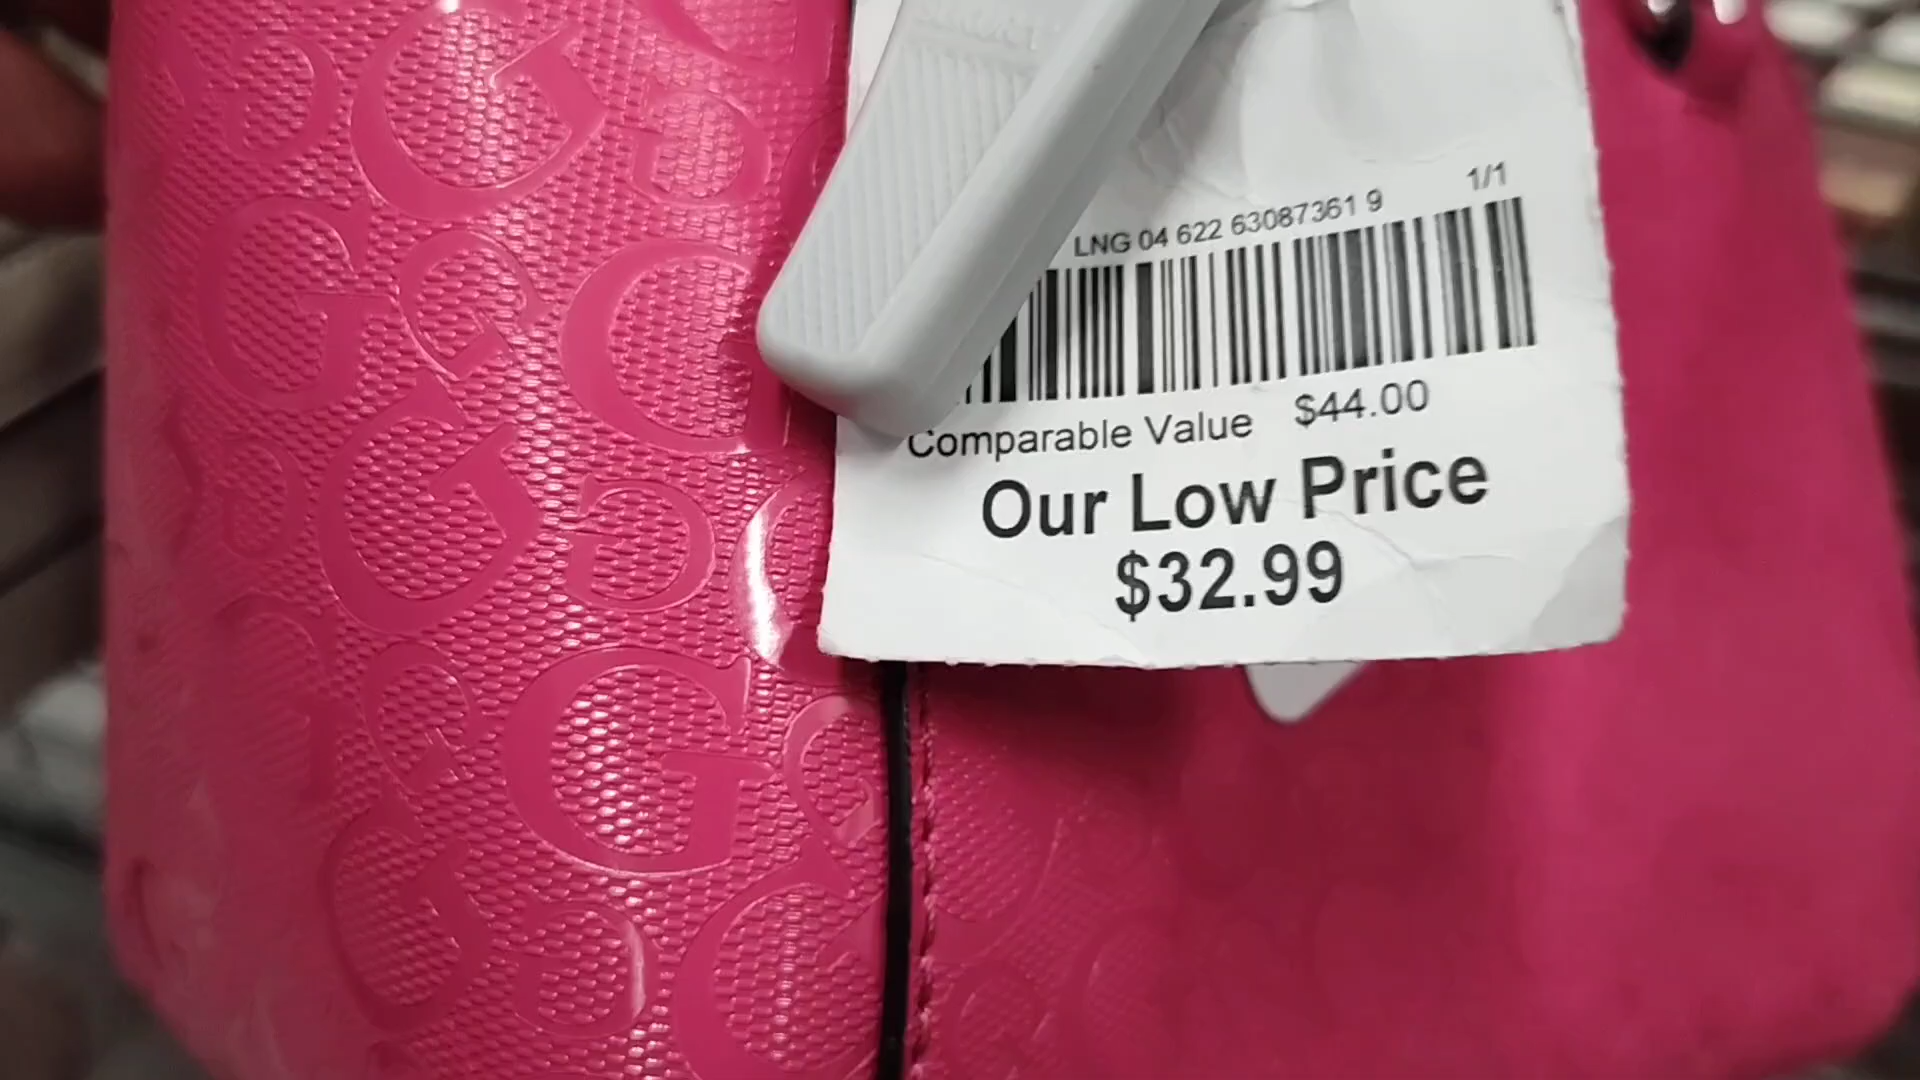 1/1
LNG 04 622 63087361 9
Comparable Value $44.00
Our Low Price
$32.99